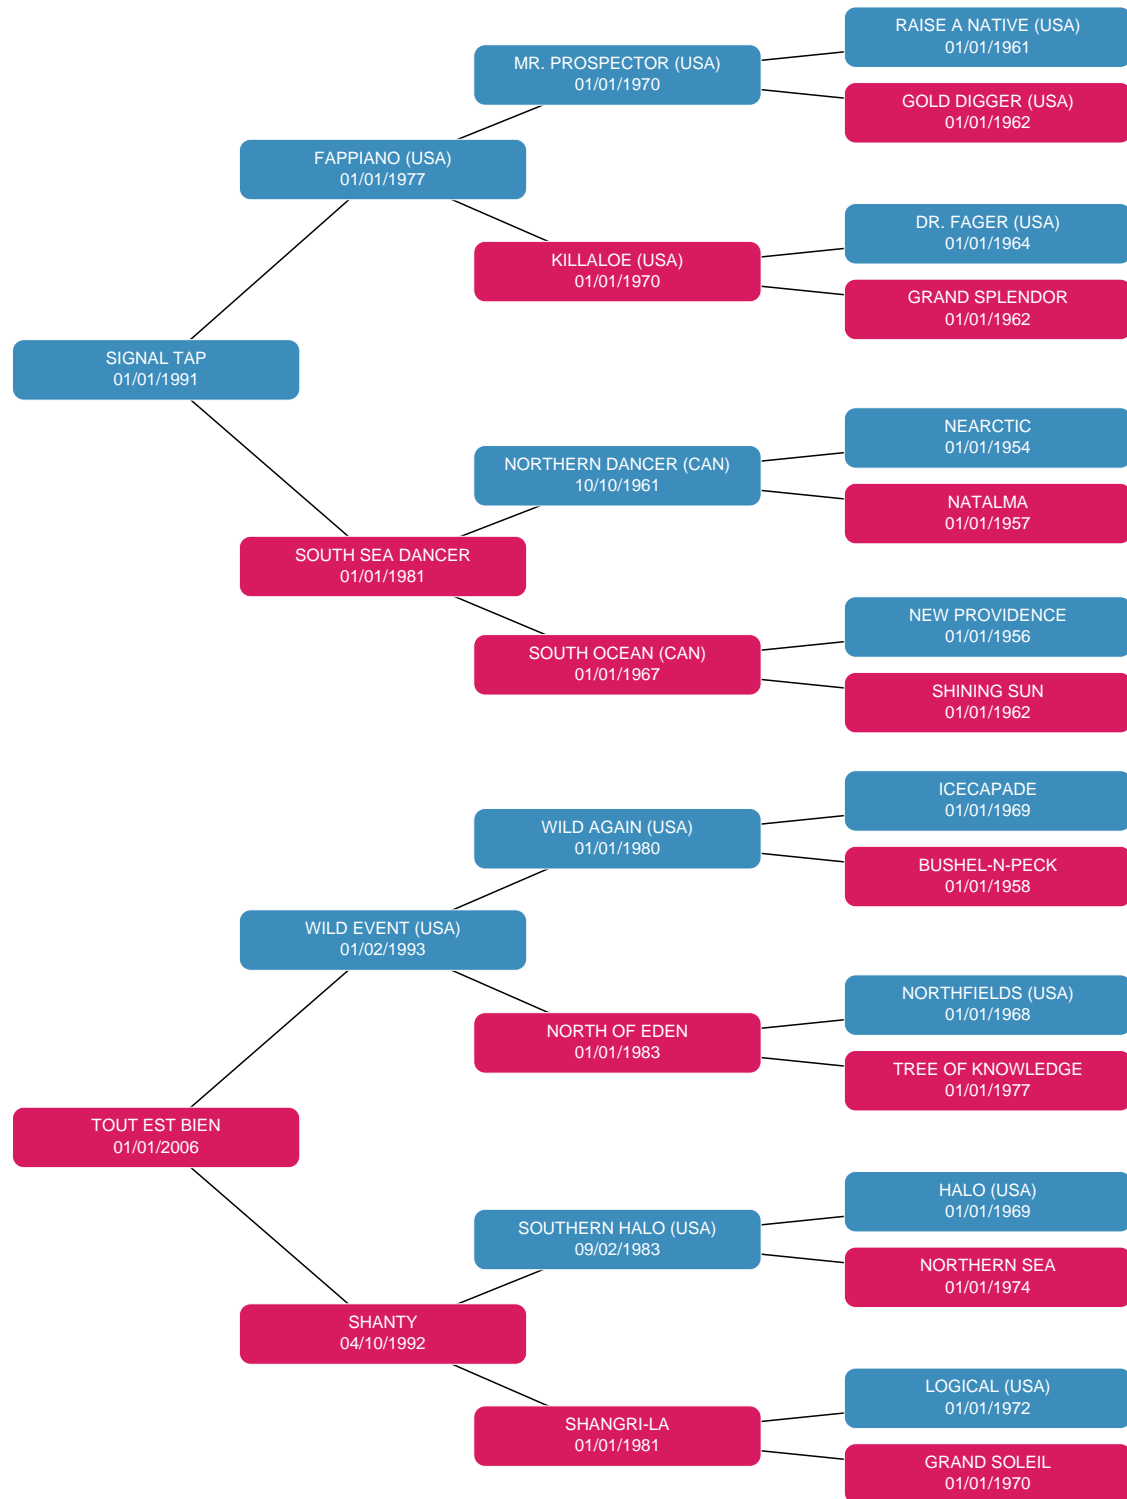 RAISE A NATIVE (USA)
01/01/1961
MR. PROSPECTOR (USA)
01/01/1970
GOLD DIGGER (USA)
01/01/1962
FAPPIANO (USA)
01/01/1977
DR. FAGER (USA)
01/01/1964
KILLALOE (USA)
01/01/1970
GRAND SPLENDOR
01/01/1962
SIGNAL TAP
01/01/1991
NEARCTIC
01/01/1954
NORTHERN DANCER (CAN)
10/10/1961
NATALMA
01/01/1957
SOUTH SEA DANCER
01/01/1981
NEW PROVIDENCE
01/01/1956
SOUTH OCEAN (CAN)
01/01/1967
SHINING SUN
01/01/1962
ICECAPADE
01/01/1969
WILD AGAIN (USA)
01/01/1980
BUSHEL-N-PECK
01/01/1958
WILD EVENT (USA)
01/02/1993
NORTHFIELDS (USA)
01/01/1968
NORTH OF EDEN
01/01/1983
TREE OF KNOWLEDGE
01/01/1977
TOUT EST BIEN
01/01/2006
HALO (USA)
01/01/1969
SOUTHERN HALO (USA)
09/02/1983
NORTHERN SEA
01/01/1974
SHANTY
04/10/1992
LOGICAL (USA)
01/01/1972
SHANGRI-LA
01/01/1981
GRAND SOLEIL
01/01/1970